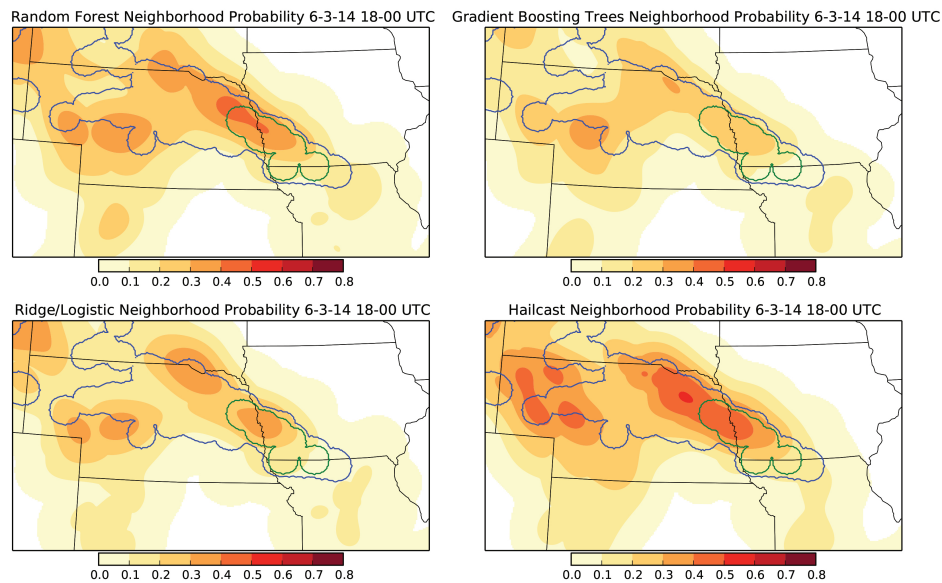 Random Forest Neighborhood Probability 6-3-14 18-00 UTC
Gradient Boosting Trees Neighborhood Probability 6-3-14 18-00 UTC
0.0 0.1 0.2 0.3 0.4 0.5 0.6 0.7 0.8
0.0 0.1 0.2 0.3 0.4 0.5 0.6 0.7 0.8
Ridge/Logistic Neighborhood Probability 6-3-14 18-00 UTC
Hailcast Neighborhood Probability 6-3-14 18-00 UTC
0.0 0.1 0.2 0.3 0.4 0.5 0.6 0.7 0.8
0.0 0.1 0.2 0.3 0.4 0.5 0.6 0.7 0.8